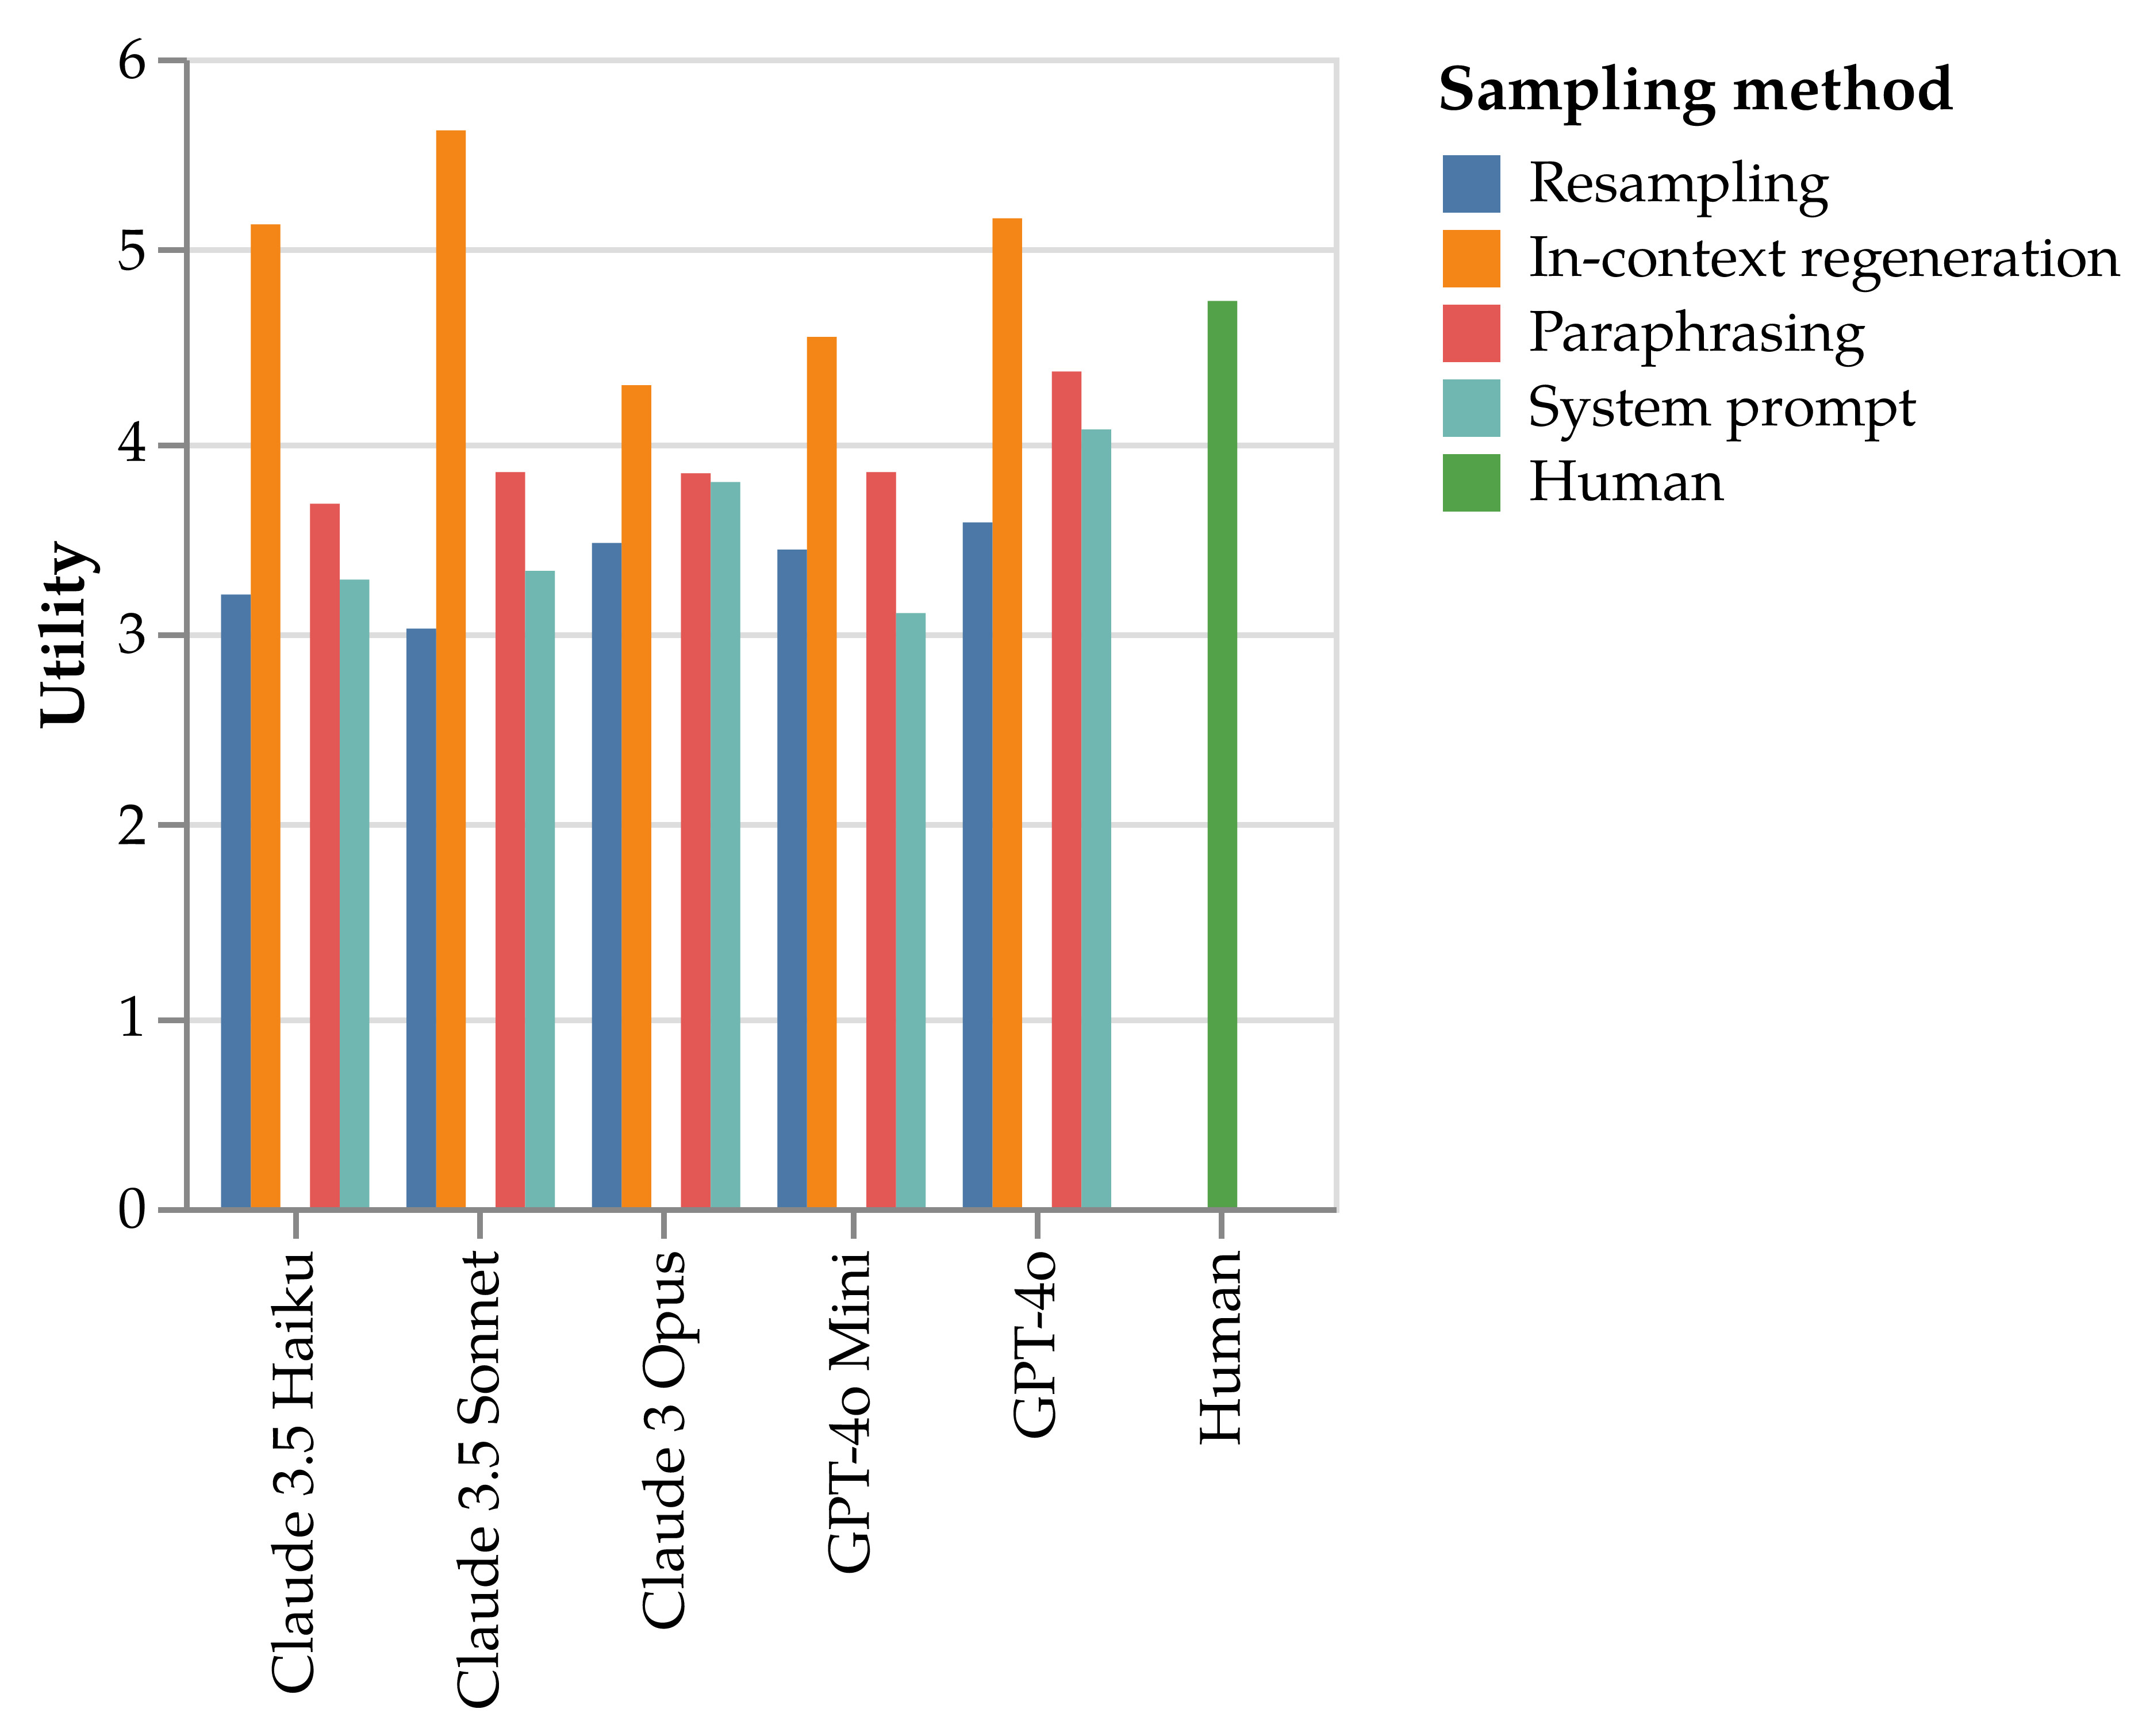 6
5
4
3
2
1
0
Utility
Claude 3.5 Haiku
Claude 3.5 Sonnet
Claude 3 Opus
GPT-4o Mini
GPT-4o
Human
Sampling method
Resampling
In-context regeneration
Paraphrasing
System prompt
Human